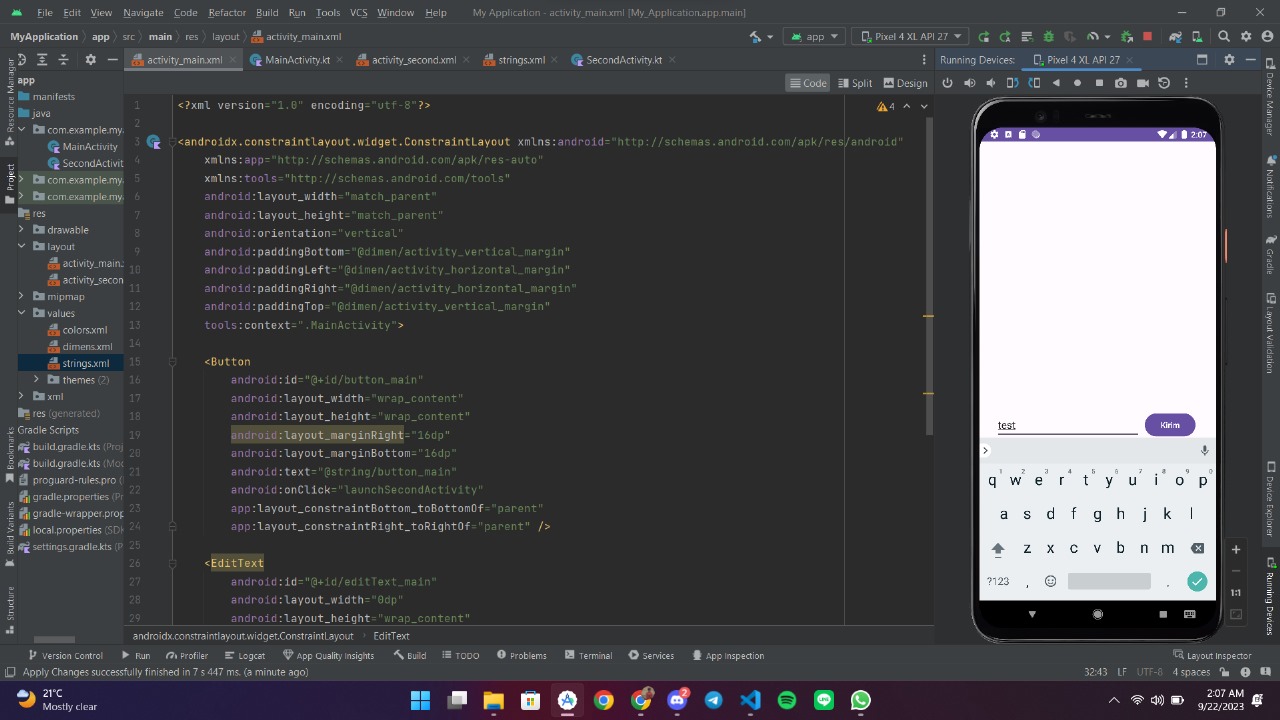 File Edit View Navigate Code Refactor Build Run Tools VCS Window Help My Application - activity_main.xml [My_Application.app.main]
MyApplication app src main res layout activity_main.xml app Pixel 4 XL API 27
activity_main.xml MainActivity.kt activity_second.xml strings.xml SecondActivity.kt Running Devices: Pixel 4 XL API 27
Code Split Design
Resource Manager
Project
Bookmarks
Build Variants
Structure
app
manifests
java
com.example.my
MainActivity
SecondActivit
com.example.my
com.example.mya
res
drawable
layout
activity_main.
activity_secon
mipmap
values
colors.xml
dimens.xml
strings.xml
themes (2)
xml
res (generated)
Gradle Scripts
build.gradle.kts (Proj
build.gradle.kts (Moc
proguard-rules.pro (
gradle.properties (
gradle-wrapper.prop
local.properties (SDK
settings.gradle.kts (
4
1 <?xml version="1.0" encoding="utf-8"?>
2
3 <androidx.constraintlayout.widget.ConstraintLayout xmlns:android="http://schemas.android.com/apk/res/android"
4 xmlns:app="http://schemas.android.com/apk/res-auto"
5 xmlns:tools="http://schemas.android.com/tools"
6 android:layout_width="match_parent"
7 android:layout_height="match_parent"
8 android:orientation="vertical"
9 android:paddingBottom="@dimen/activity_vertical_margin"
10 android:paddingLeft="@dimen/activity_horizontal_margin"
11 android:paddingRight="@dimen/activity_horizontal_margin"
12 android:paddingTop="@dimen/activity_vertical_margin"
13 tools:context=".MainActivity">
14
15 <Button
16 android:id="@+id/button_main"
17 android:layout_width="wrap_content"
18 android:layout_height="wrap_content"
19 android:layout_marginRight="16dp"
20 android:layout_marginBottom="16dp"
21 android:text="@string/button_main"
22 android:onClick="launchSecondActivity"
23 app:layout_constraintBottom_toBottomOf="parent"
24 app:layout_constraintRight_toRightOf="parent" />
25
26 <EditText
27 android:id="@+id/editText_main"
28 android:layout_width="0dp"
29 android:layout_height="wrap_content"
androidx.constraintlayout.widget.ConstraintLayout EditText
2:07
test Kirim
q1 w2 e3 r4 t5 y6 u7 i8 o9 p0
a s d f g h j k l
z x c v b n m
?123 , .
1:1
Device Manager
Notifications
Gradle
Layout Validation
Device Explorer
Running Devices
Version Control Run Profiler Logcat App Quality Insights Build TODO Problems Terminal Services App Inspection Layout Inspector
Apply Changes successfully finished in 7 s 447 ms. (a minute ago) 32:43 LF UTF-8 4 spaces
21°C
Mostly clear
2
2:07 AM
9/22/2023